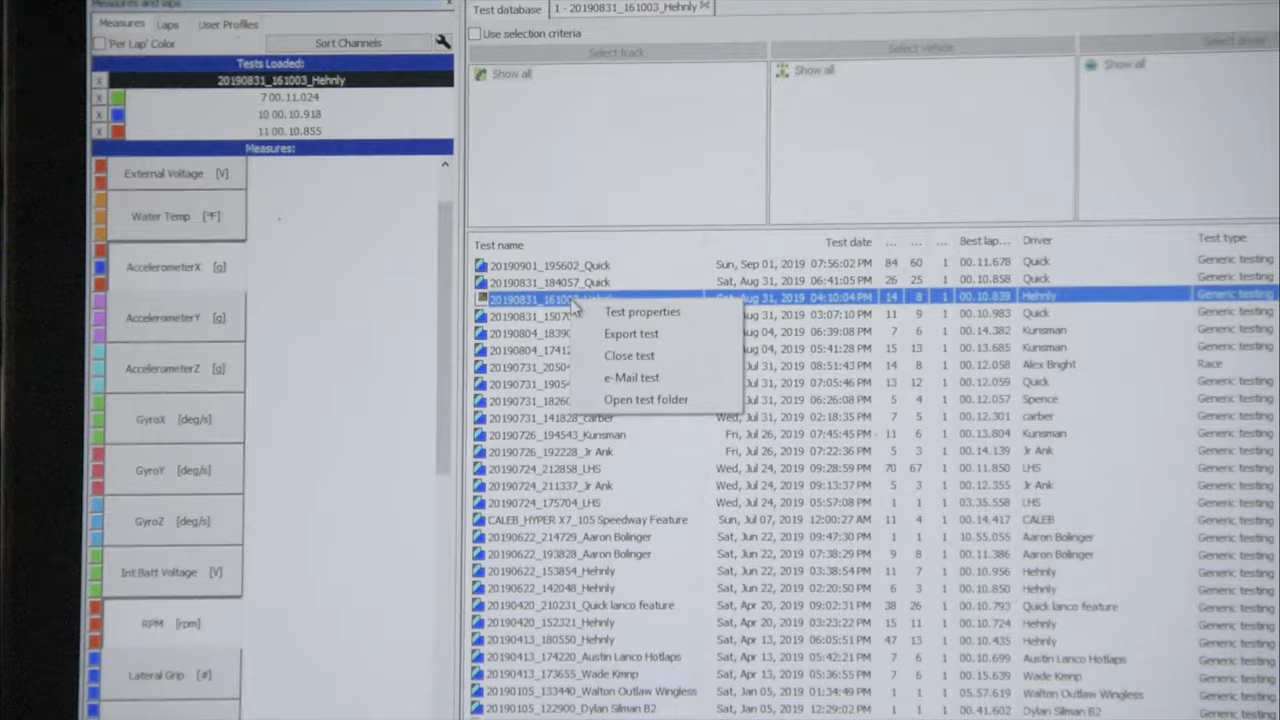 Measures and laps
Measures Laps User Profiles
'Per Lap' Color Sort Channels
Tests Loaded:
x 20190831_161003_Hehnly
x 7 00.11.024
x 10 00.10.918
x 11 00.10.855
Measures:
External Voltage [V]
Water Temp [°F]
AccelerometerX [g]
AccelerometerY [g]
AccelerometerZ [g]
GyroX [deg/s]
GyroY [deg/s]
GyroZ [deg/s]
Int Batt Voltage [V]
RPM [rpm]
Lateral Grip [#]
Test database 1 - 20190831_161003_Hehnly
Use selection criteria
Select track Select vehicle Select driver
Show all Show all Show all
Test name Test date ... ... ... Best lap... Driver Test type
20190901_195602_Quick Sun, Sep 01, 2019 07:56:02 PM 84 60 1 00.11.678 Quick Generic testing
20190831_184057_Quick Sat, Aug 31, 2019 06:41:05 PM 26 25 1 00.10.858 Quick Generic testing
20190831_16100 Sat, Aug 31, 2019 04:10:04 PM 14 8 1 00.10.839 Hehnly Generic testing
20190831_1507 Aug 31, 2019 03:07:10 PM 11 9 1 00.10.983 Quick Generic testing
20190804_1839 Aug 04, 2019 06:39:08 PM 7 6 1 00.14.382 Kunsman Generic testing
20190804_1741 Aug 04, 2019 05:41:28 PM 15 13 1 00.13.685 Kunsman Generic testing
20190731_2050 Jul 31, 2019 08:51:43 PM 14 8 1 00.12.058 Alex Bright Race
20190731_1905 Jul 31, 2019 07:05:46 PM 13 12 1 00.12.059 Quick Generic testing
20190731_1826 Jul 31, 2019 06:26:06 PM 5 4 1 00.12.057 Spence Generic testing
20190731_141828_carber Wed, Jul 31, 2019 02:18:35 PM 7 5 1 00.12.301 carber Generic testing
20190726_194543_Kunsman Fri, Jul 26, 2019 07:45:45 PM 11 6 1 00.13.804 Kunsman Generic testing
20190726_192228_Jr Ank Fri, Jul 26, 2019 07:22:36 PM 5 3 1 00.14.139 Jr Ank Generic testing
20190724_212858_LHS Wed, Jul 24, 2019 09:28:59 PM 70 67 1 00.11.850 LHS Generic testing
20190724_211337_Jr Ank Wed, Jul 24, 2019 09:13:37 PM 5 3 1 00.12.355 Jr Ank Generic testing
20190724_175704_LHS Wed, Jul 24, 2019 05:57:08 PM 1 1 1 03.35.558 LHS Generic testing
CALEB_HYPER X7_105 Speedway Feature Sun, Jul 07, 2019 12:00:27 AM 11 4 1 00.14.417 CALEB Generic testing
20190622_214729_Aaron Bolinger Sat, Jun 22, 2019 09:47:30 PM 1 1 1 10.55.055 Aaron Bolinger Generic testing
20190622_193828_Aaron Bolinger Sat, Jun 22, 2019 07:38:29 PM 9 8 1 00.11.386 Aaron Bolinger Generic testing
20190622_153854_Hehnly Sat, Jun 22, 2019 03:38:54 PM 11 7 1 00.10.956 Hehnly Generic testing
20190622_142048_Hehnly Sat, Jun 22, 2019 02:20:50 PM 6 3 1 00.10.850 Hehnly Generic testing
20190420_210231_Quick lanco feature Sat, Apr 20, 2019 09:02:31 PM 38 26 1 00.10.793 Quick lanco feature Generic testing
20190420_152321_Hehnly Sat, Apr 20, 2019 03:23:22 PM 15 11 1 00.10.724 Hehnly Generic testing
20190413_180550_Hehnly Sat, Apr 13, 2019 06:05:51 PM 47 13 1 00.10.435 Hehnly Generic testing
20190413_174220_Austin Lanco Hotlaps Sat, Apr 13, 2019 05:42:21 PM 7 6 1 00.10.699 Austin Lanco Hotlaps Generic testing
20190413_173655_Wade Kmnp Sat, Apr 13, 2019 05:36:55 PM 7 6 1 00.15.639 Wade Kmnp Generic testing
20190105_133440_Walton Outlaw Wingless Sat, Jan 05, 2019 01:34:49 PM 1 1 1 05.57.619 Walton Outlaw Wingless Generic testing
20190105_122900_Dylan Silman B2 Sat, Jan 05, 2019 12:29:02 PM 1 1 1 00.41.602 Dylan Silman B2 Generic testing
Test properties
Export test
Close test
e-Mail test
Open test folder